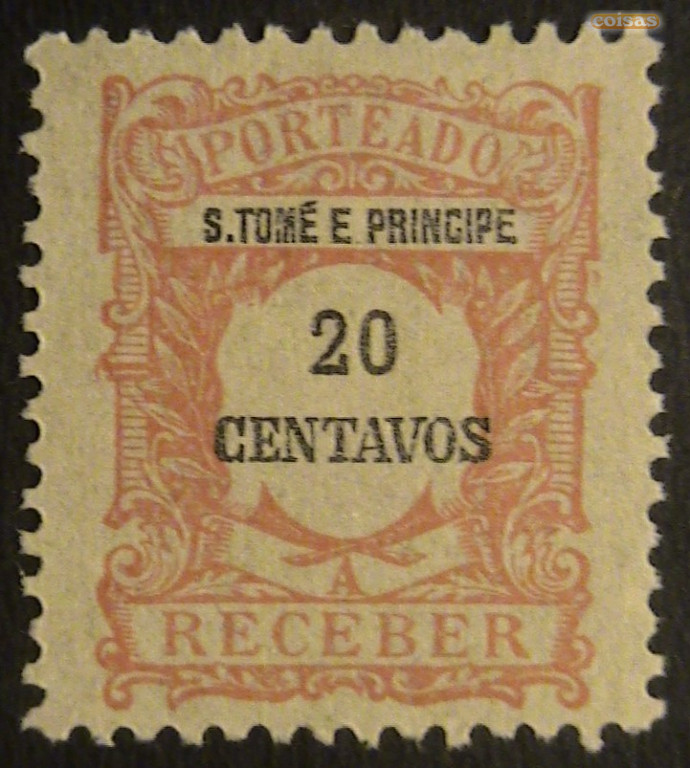 coisas
PORTEADO
S.TOMÉ E PRINCIPE
20
CENTAVOS
A
RECEBER